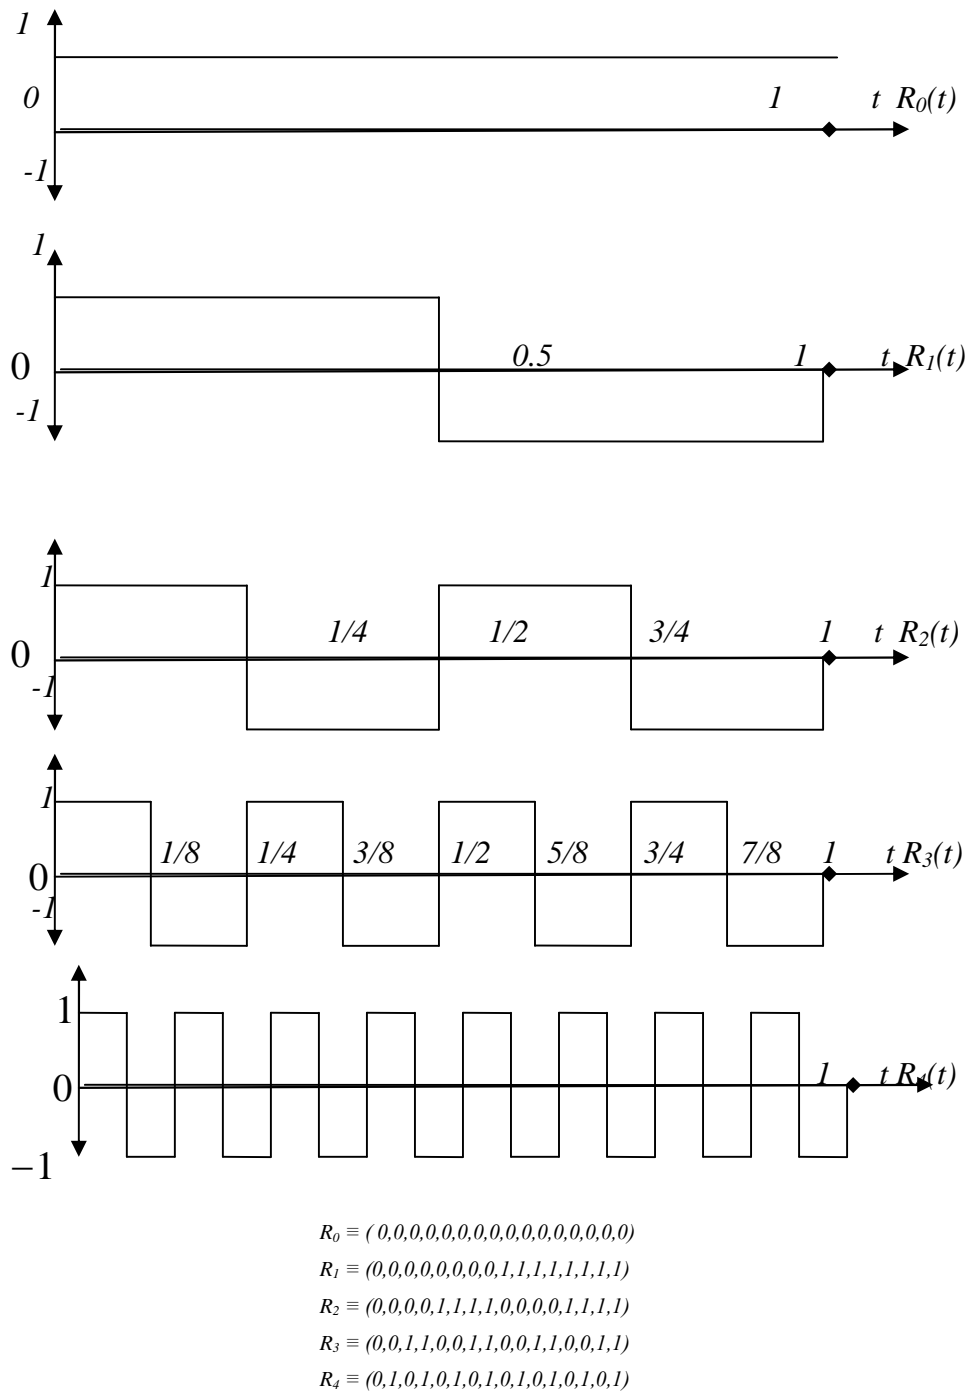 1
0 1 t R₀(t)
-1
1
0 0.5 1 t R₁(t)
-1
1
1/4 1/2 3/4 1 t R₂(t)
0
-1
1
1/8 1/4 3/8 1/2 5/8 3/4 7/8 1 t R₃(t)
0
-1
1
0 1 t R₄(t)
−1
R₀ ≡ ( 0,0,0,0,0,0,0,0,0,0,0,0,0,0,0,0)
R₁ ≡ (0,0,0,0,0,0,0,0,1,1,1,1,1,1,1,1)
R₂ ≡ (0,0,0,0,1,1,1,1,0,0,0,0,1,1,1,1)
R₃ ≡ (0,0,1,1,0,0,1,1,0,0,1,1,0,0,1,1)
R₄ ≡ (0,1,0,1,0,1,0,1,0,1,0,1,0,1,0,1)